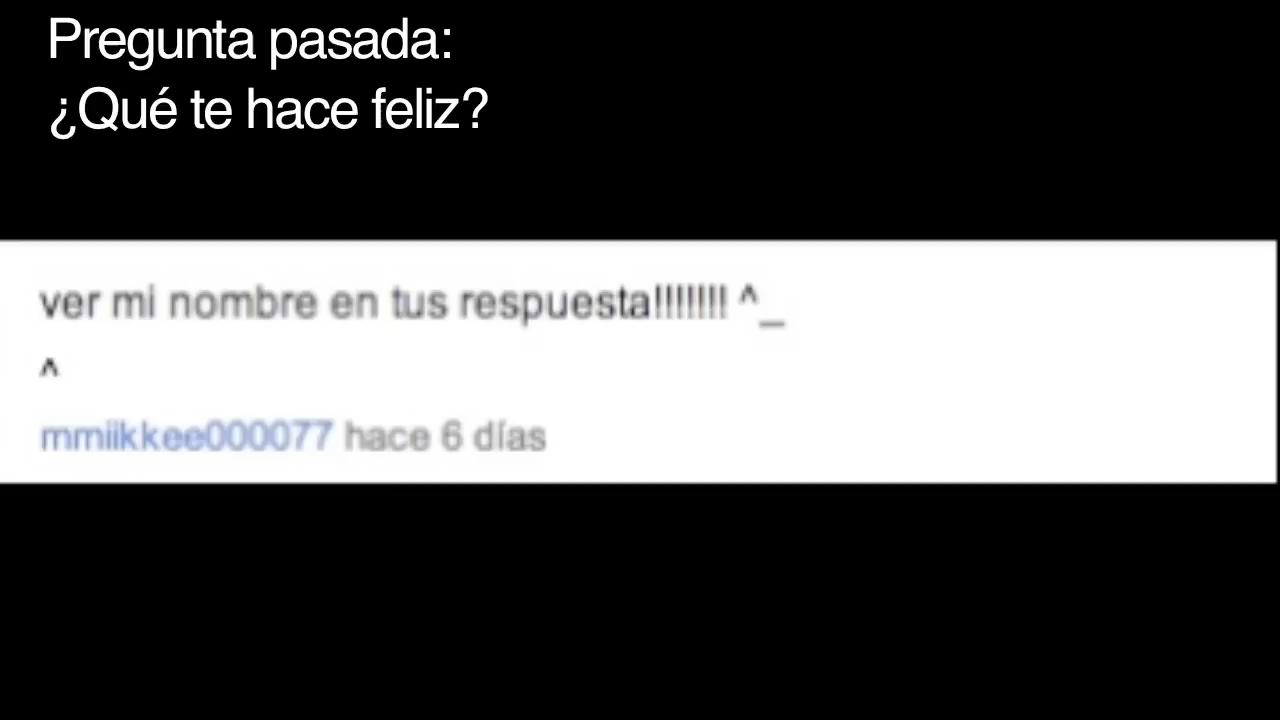 Pregunta pasada:
¿Qué te hace feliz?
ver mi nombre en tus respuesta!!!!!!! ^_
^
mmiikkee000077 hace 6 días